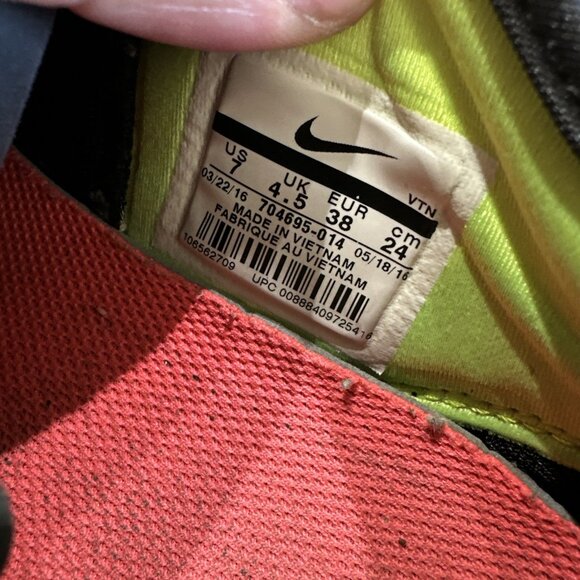 VTN
US UK EUR cm
7 4.5 38 24
03/22/16 704695-014 05/18/16
MADE IN VIETNAM
FABRIQUE AU VIETNAM
106562709
UPC 00888409725416